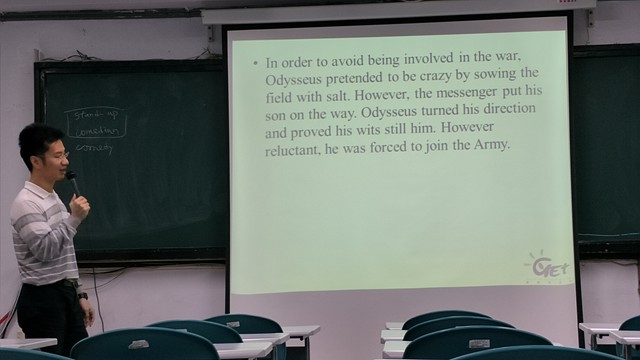 stand-up
comedian
comedy
• In order to avoid being involved in the war,
Odysseus pretended to be crazy by sowing the
field with salt. However, the messenger put his
son on the way. Odysseus turned his direction
and proved his wits still him. However
reluctant, he was forced to join the Army.